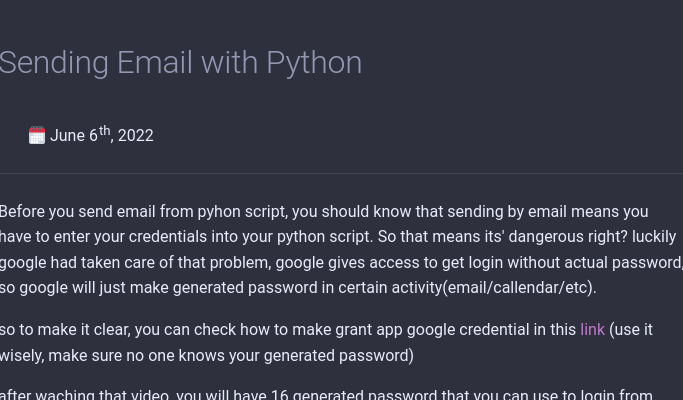 Sending Email with Python
June 6th, 2022
Before you send email from pyhon script, you should know that sending by email means you
have to enter your credentials into your python script. So that means its' dangerous right? luckily
google had taken care of that problem, google gives access to get login without actual password,
so google will just make generated password in certain activity(email/callendar/etc).
so to make it clear, you can check how to make grant app google credential in this link (use it
wisely, make sure no one knows your generated password)
after waching that video, you will have 16 generated password that you can use to login from